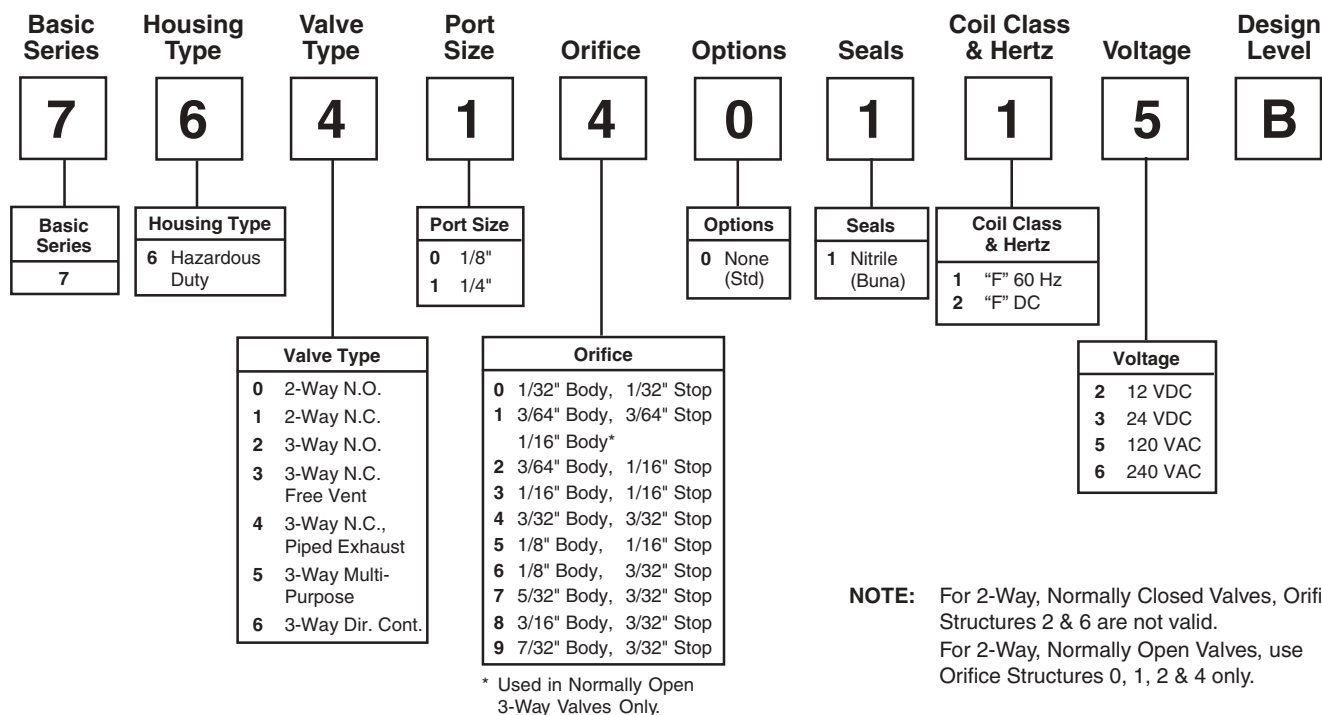 Basic Series
Housing Type
Valve Type
Port Size
Orifice
Options
Seals
Coil Class & Hertz
Voltage
Design Level
7 6 4 1 4 0 1 1 5 B
Basic
Series
7
Housing Type
6 Hazardous
Duty
Port Size
0 1/8"
1 1/4"
Options
0 None
(Std)
Seals
1 Nitrile
(Buna)
Coil Class
& Hertz
1 “F” 60 Hz
2 “F” DC
Valve Type
0 2-Way N.O.
1 2-Way N.C.
2 3-Way N.O.
3 3-Way N.C.
Free Vent
4 3-Way N.C.,
Piped Exhaust
5 3-Way Multi-
Purpose
6 3-Way Dir. Cont.
Orifice
0 1/32" Body, 1/32" Stop
1 3/64" Body, 3/64" Stop
1/16" Body*
2 3/64" Body, 1/16" Stop
3 1/16" Body, 1/16" Stop
4 3/32" Body, 3/32" Stop
5 1/8" Body, 1/16" Stop
6 1/8" Body, 3/32" Stop
7 5/32" Body, 3/32" Stop
8 3/16" Body, 3/32" Stop
9 7/32" Body, 3/32" Stop
* Used in Normally Open
3-Way Valves Only.
Voltage
2 12 VDC
3 24 VDC
5 120 VAC
6 240 VAC
NOTE: For 2-Way, Normally Closed Valves, Orifi
Structures 2 & 6 are not valid.
For 2-Way, Normally Open Valves, use
Orifice Structures 0, 1, 2 & 4 only.